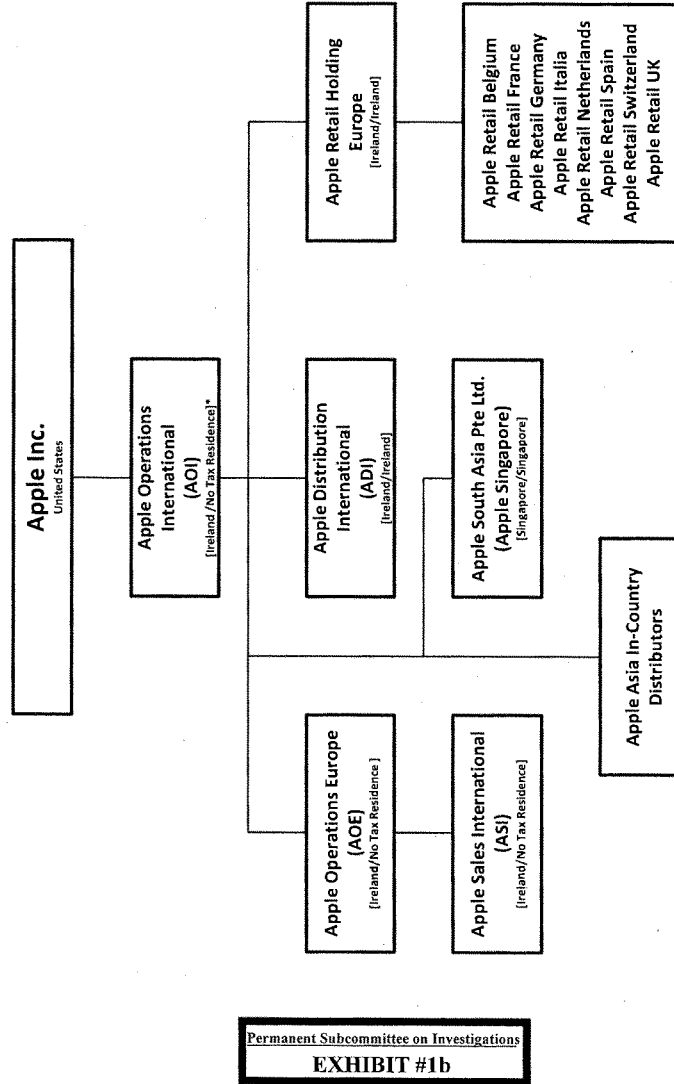 Apple Inc.
United States
Apple Operations
International
(AOI)
[Ireland /No Tax Residence]*
Apple Operations Europe
(AOE)
[Ireland/No Tax Residence ]
Apple Distribution
International
(ADI)
[Ireland/Ireland]
Apple Retail Holding
Europe
[Ireland/Ireland]
Apple Sales International
(ASI)
[Ireland/No Tax Residence]
Apple South Asia Pte Ltd.
(Apple Singapore)
[Singapore/Singapore]
Apple Retail Belgium
Apple Retail France
Apple Retail Germany
Apple Retail Italia
Apple Retail Netherlands
Apple Retail Spain
Apple Retail Switzerland
Apple Retail UK
Apple Asia In-Country
Distributors
Permanent Subcommittee on Investigations
EXHIBIT #1b